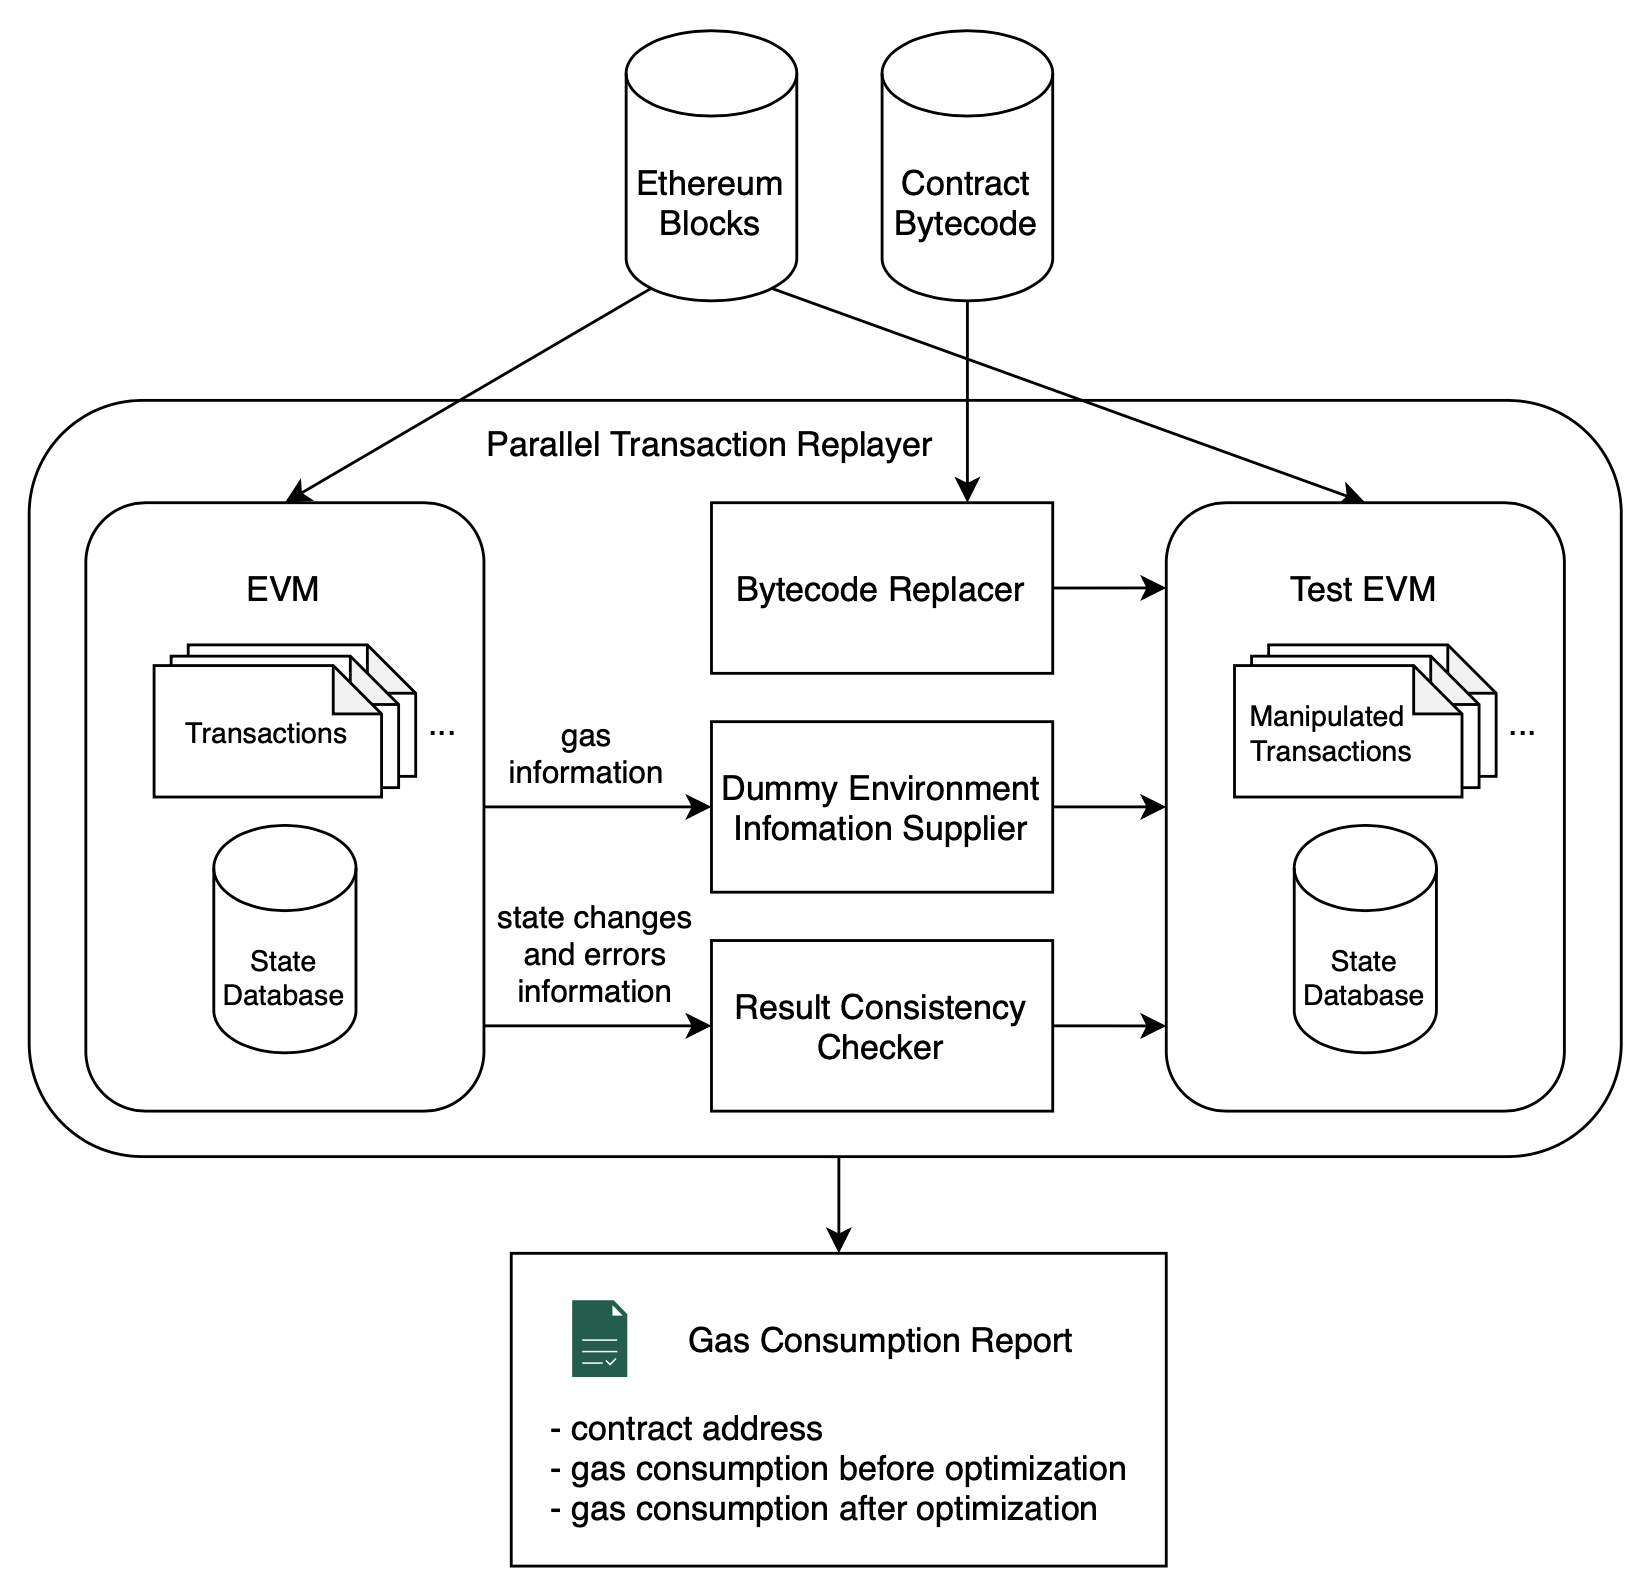 Ethereum
Blocks
Contract
Bytecode
Parallel Transaction Replayer
EVM
Transactions
...
State
Database
gas
information
state changes
and errors
information
Bytecode Replacer
Dummy Environment
Infomation Supplier
Result Consistency
Checker
Test EVM
Manipulated
Transactions
...
State
Database
Gas Consumption Report
- contract address
- gas consumption before optimization
- gas consumption after optimization